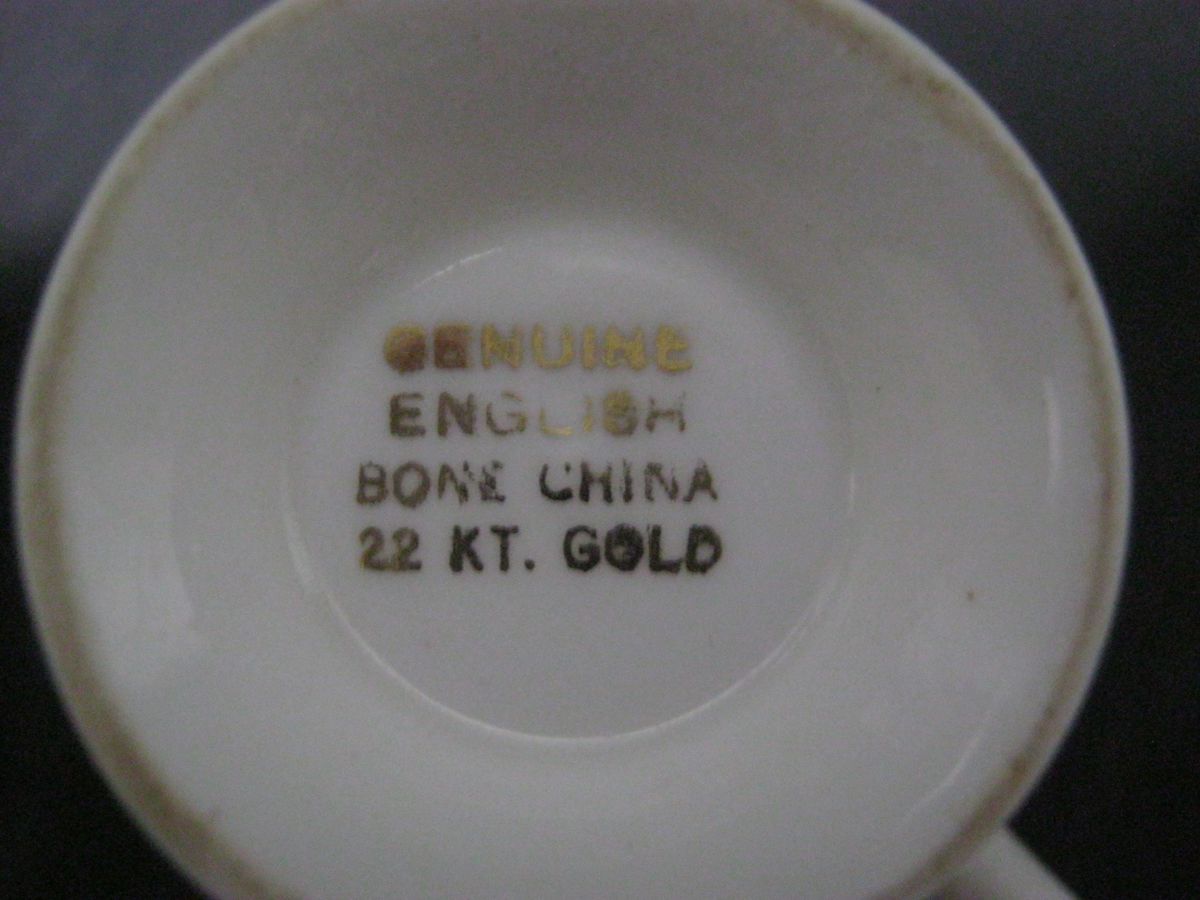 GENUINE
ENGLISH
BONE CHINA
22 KT. GOLD